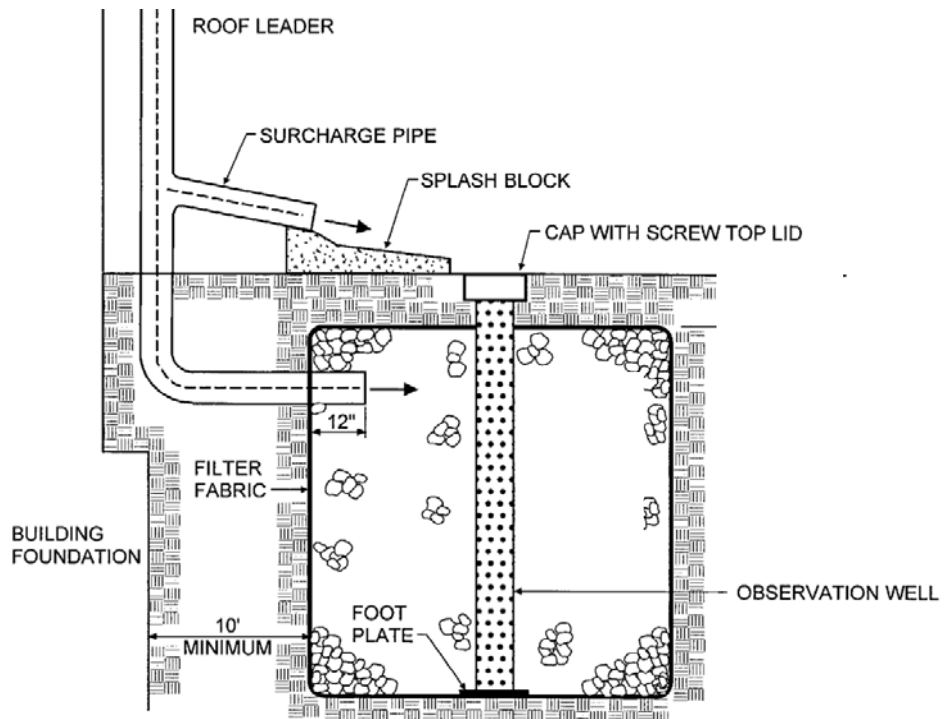 ROOF LEADER
SURCHARGE PIPE
SPLASH BLOCK
CAP WITH SCREW TOP LID
12"
FILTER
FABRIC
BUILDING
FOUNDATION
OBSERVATION WELL
FOOT
PLATE
10'
MINIMUM